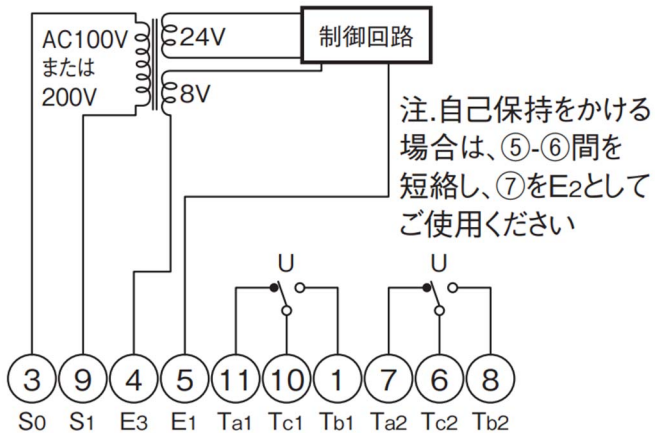 AC100V
または
200V
24V
8V
制御回路
注.自己保持をかける
場合は、⑤-⑥間を
短絡し、⑦をE2として
ご使用ください
U
U
3 9 4 5 11 10 1 7 6 8
S0 S1 E3 E1 Ta1 Tc1 Tb1 Ta2 Tc2 Tb2